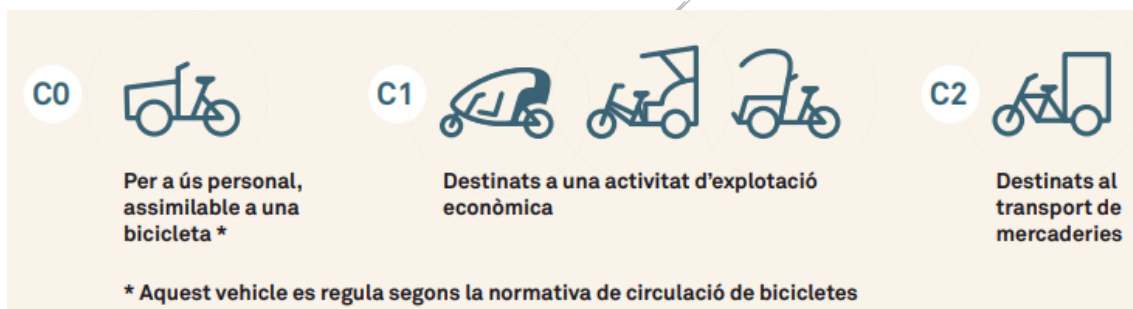 C0
Per a ús personal,
assimilable a una
bicicleta *
C1
Destinats a una activitat d'explotació
econòmica
C2
Destinats al
transport de
mercaderies
* Aquest vehicle es regula segons la normativa de circulació de bicicletes